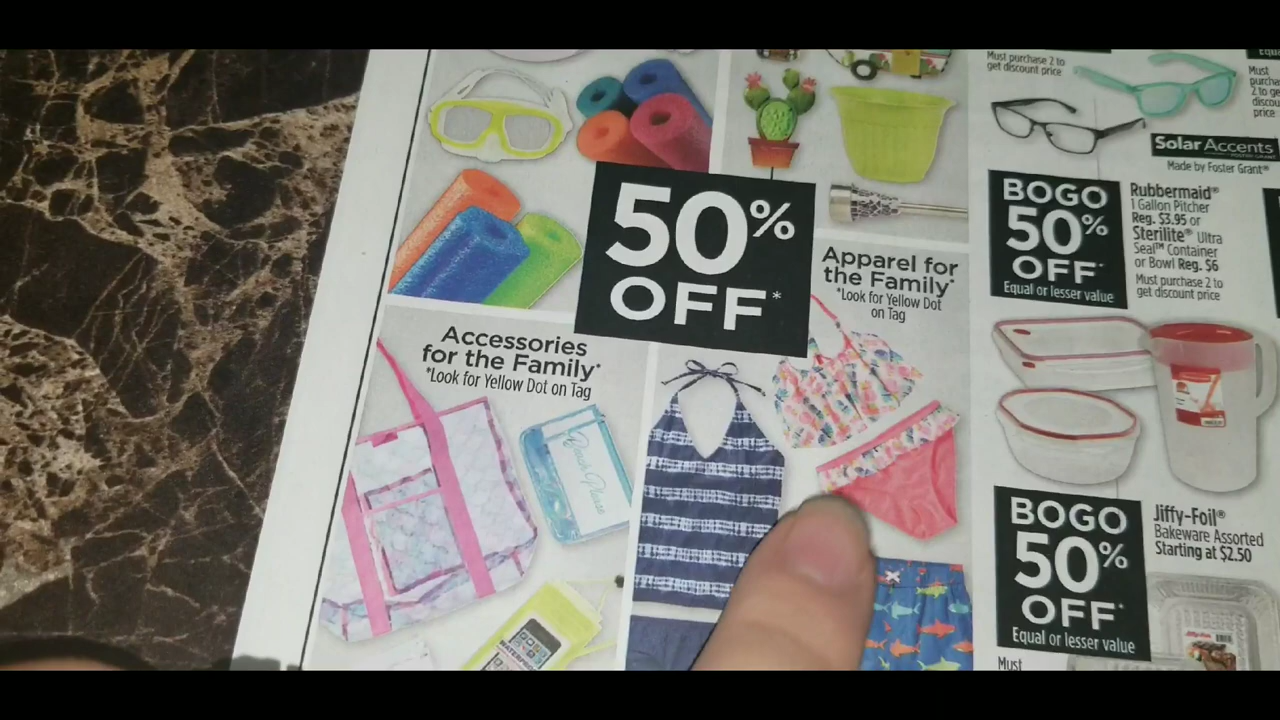 50%
OFF*
Accessories
for the Family*
*Look for Yellow Dot on Tag
Beach Please
WATERPROOF
Apparel for
the Family*
*Look for Yellow Dot
on Tag
Must purchase 2 to
get discount price
Must
purchase
2 to get
discount
price
Solar Accents
Made by Foster Grant®
BOGO
50%
OFF*
Equal or lesser value
Rubbermaid®
1 Gallon Pitcher
Reg. $3.95 or
Sterilite® Ultra
Seal™ Container
or Bowl Reg. $6
Must purchase 2 to
get discount price
BOGO
50%
OFF*
Equal or lesser value
Must
Jiffy-Foil®
Bakeware Assorted
Starting at $2.50